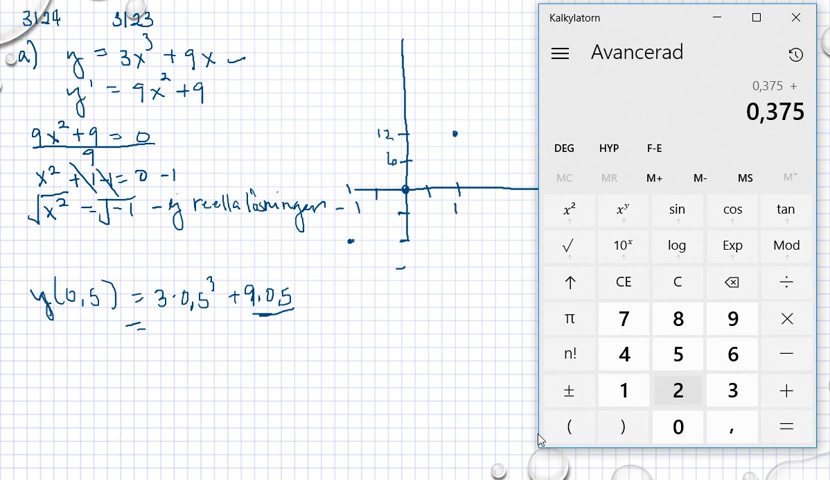 3124 3123
a) y = 3x³ + 9x
y' = 9x² + 9
9x² + 9 = 0
9
x² + 1 - 1 = 0 - 1
√x² = √-1 - ej reella lösningen
y(0,5) = 3·0,5³ + 9·0,5
=
12
6
-1
1
Kalkylatorn
Avancerad
0,375 +
0,375
DEG HYP F-E
MC MR M+ M- MS M˅
x² xʸ sin cos tan
√ 10ˣ log Exp Mod
↑ CE C ⌫ ÷
π 7 8 9 ×
n! 4 5 6 −
± 1 2 3 +
( ) 0 , =